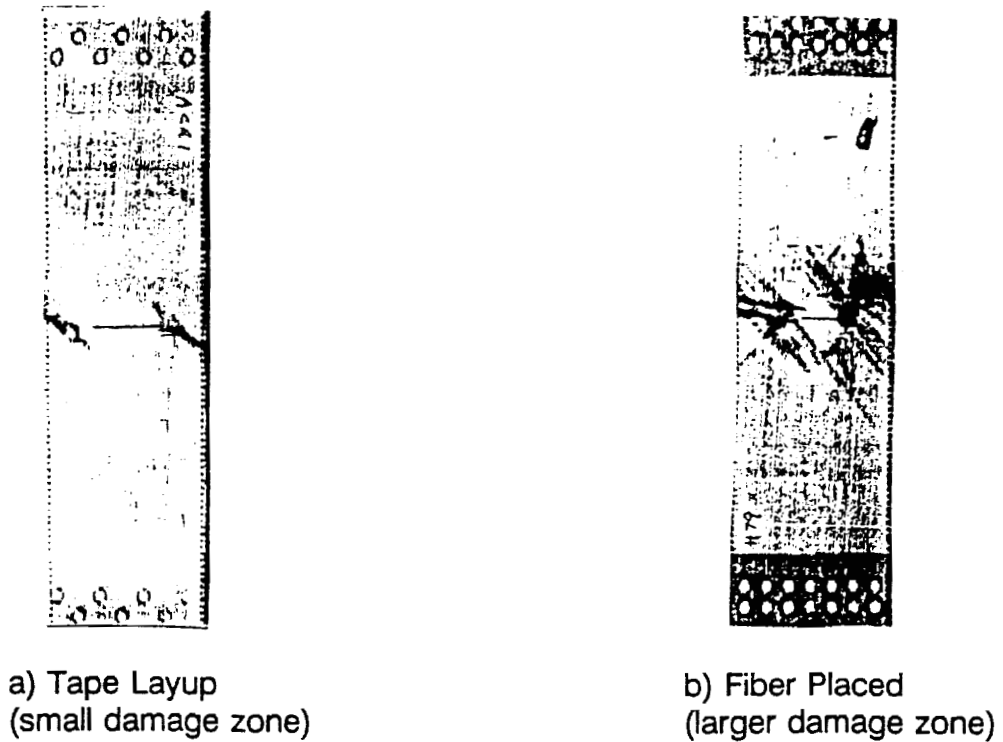 a) Tape Layup
(small damage zone)
b) Fiber Placed
(larger damage zone)